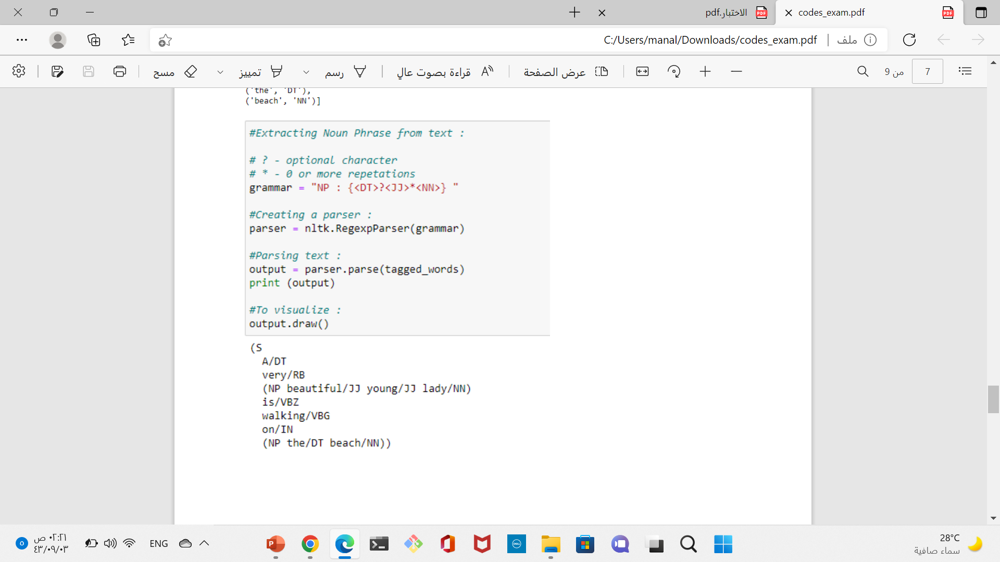 codes_exam.pdf
الاختبار.pdf
C:/Users/manal/Downloads/codes_exam.pdf
ملف
7
من 9
عرض الصفحة
قراءة بصوت عالٍ
رسم
تمييز
مسح
('the', 'DT'),
('beach', 'NN')]
#Extracting Noun Phrase from text :
# ? - optional character
# * - 0 or more repetations
grammar = "NP : {<DT>?<JJ>*<NN>} "
#Creating a parser :
parser = nltk.RegexpParser(grammar)
#Parsing text :
output = parser.parse(tagged_words)
print (output)
#To visualize :
output.draw()
(S
A/DT
very/RB
(NP beautiful/JJ young/JJ lady/NN)
is/VBZ
walking/VBG
on/IN
(NP the/DT beach/NN))
28°C
سماء صافية
ENG
٠٢:٢١ ص
٤٣/٠٩/٠٣
٥